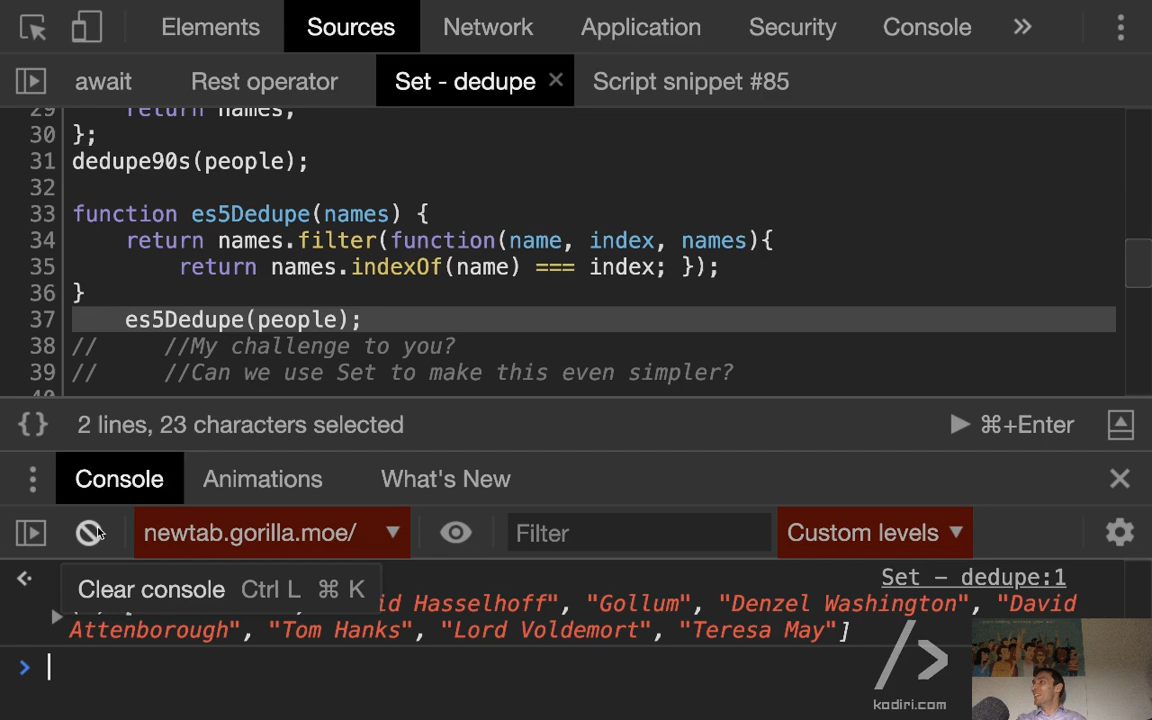 Elements Sources Network Application Security Console »
await Rest operator Set - dedupe × Script snippet #85
29 return names;
30 };
31 dedupe90s(people);
32
33 function es5Dedupe(names) {
34 return names.filter(function(name, index, names){
35 return names.indexOf(name) === index; });
36 }
37 es5Dedupe(people);
38 // //My challenge to you?
39 // //Can we use Set to make this even simpler?
{} 2 lines, 23 characters selected ⌘+Enter
Console Animations What's New
newtab.gorilla.moe/ Filter Custom levels
Set - dedupe:1
Clear console Ctrl L ⌘ K
Hasselhoff", "Gollum", "Denzel Washington", "David
Attenborough", "Tom Hanks", "Lord Voldemort", "Teresa May"]
>
</>
kodiri.com